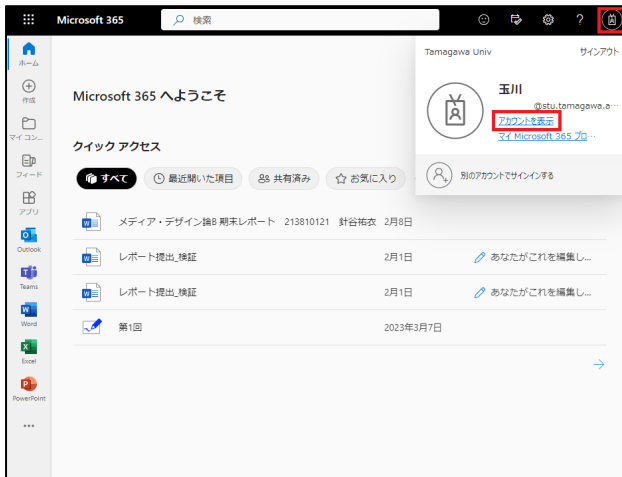 Microsoft 365
検索
?
Tamagawa Univ サインアウト
玉川
@stu.tamagawa.a…
アカウントを表示
マイ Microsoft 365 プロ…
別のアカウントでサインインする
ホーム
作成
マイ コン...
フィード
アプリ
Outlook
Teams
Word
Excel
PowerPoint
Microsoft 365 へようこそ
クイック アクセス
すべて 最近開いた項目 共有済み お気に入り
メディア・デザイン論B 期末レポート 213810121 針谷祐衣 2月8日
レポート提出_検証 2月1日 あなたがこれを編集し...
レポート提出_検証 2月1日 あなたがこれを編集し...
第1回 2023年3月7日